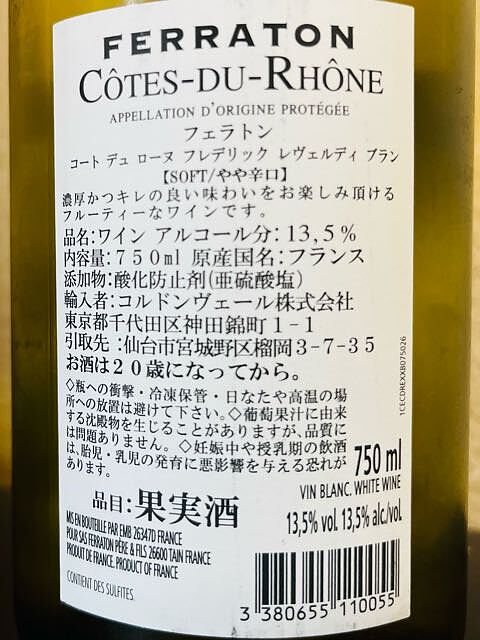 FERRATON
CÔTES-DU-RHÔNE
APPELLATION D'ORIGINE PROTÉGÉE
フェラトン
コート デュ ローヌ フレデリック レヴェルディ ブラン
【SOFT/やや辛口】
濃厚かつキレの良い味わいをお楽しみ頂ける
フルーティーなワインです。
品名:ワイン アルコール分:13,5%
内容量:750ml 原産国名:フランス
添加物:酸化防止剤(亜硫酸塩)
輸入者:コルドンヴェール株式会社
東京都千代田区神田錦町1-1
引取先 :仙台市宮城野区榴岡3-7-35
お酒は20歳になってから。
◇瓶への衝撃・冷凍保管・日なたや高温の場
所への放置は避けて下さい。◇葡萄果汁に由来
する沈殿物を生じることがありますが、品質に
は問題ありません。◇妊娠中や授乳期の飲酒
は、胎児・乳児の発育に悪影響を与える恐れが
あります。
750 ml
品目:果実酒
VIN BLANC. WHITE WINE
13,5% vol. 13,5% alc./vol.
MIS EN BOUTEILLE PAR EMB 26347D FRANCE
POUR SAS FERRATON PÈRE & FILS 26600 TAIN FRANCE
PRODUIT DE FRANCE. PRODUCT OF FRANCE
CONTIENT DES SULFITES.
3 380655 110055
1CECDREXXB075026